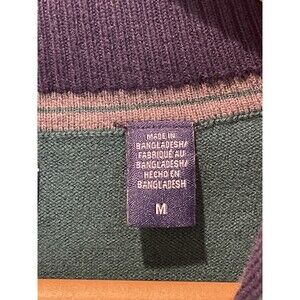 MADE IN
BANGLADESH/
FABRIQUÉ AU
BANGLADESH/
HECHO EN
BANGLADESH
M